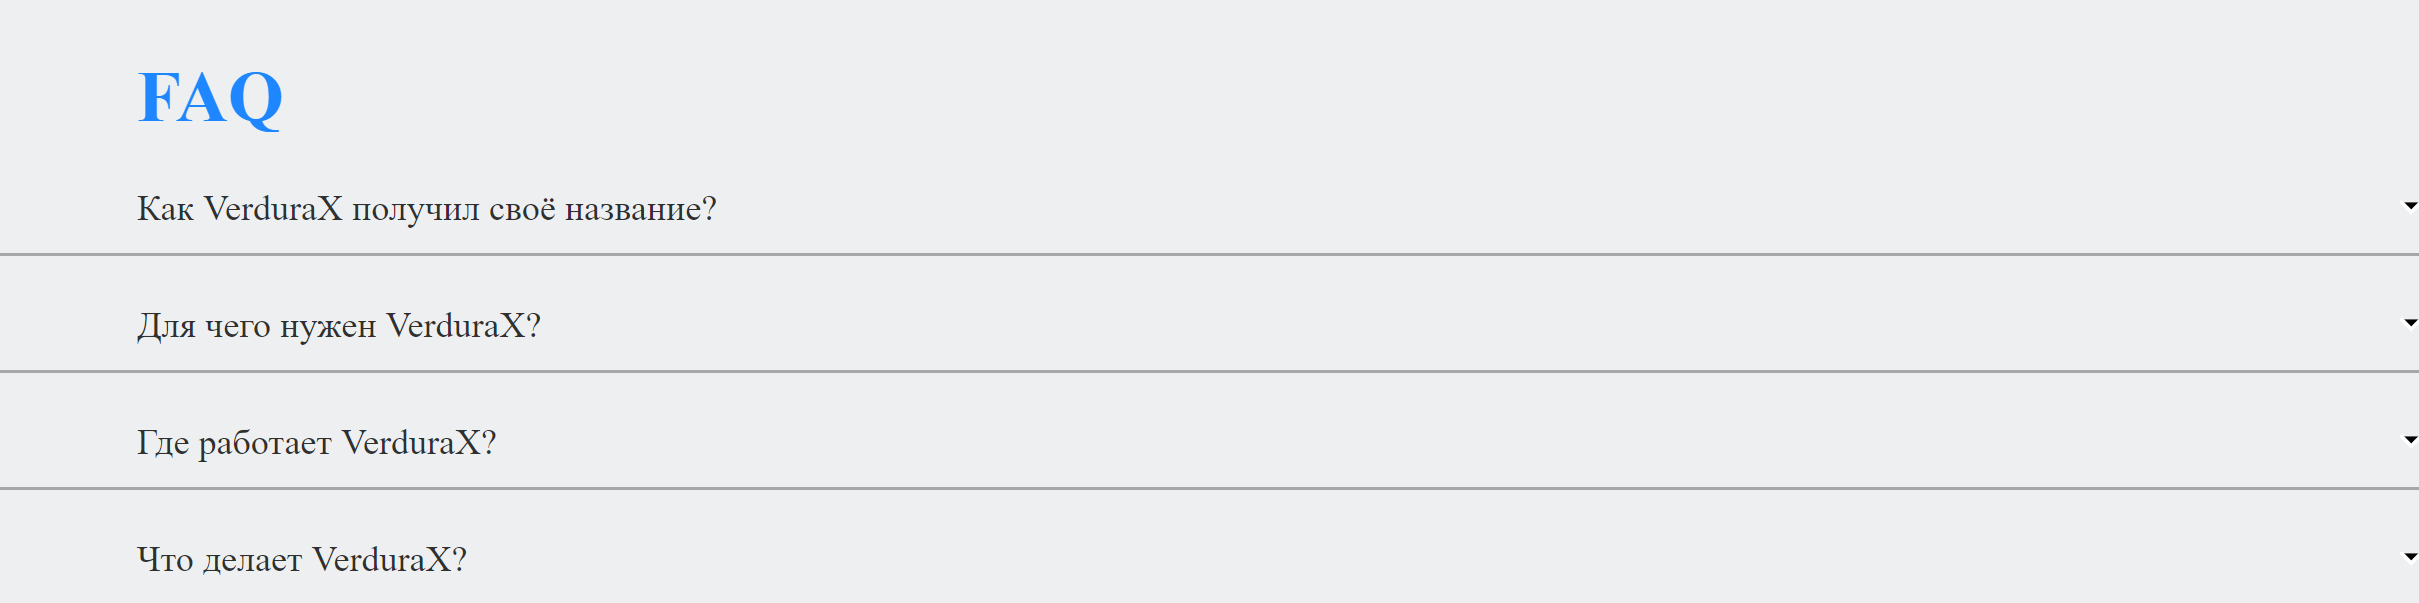 FAQ
Как VerduraX получил своё название?
Для чего нужен VerduraX?
Где работает VerduraX?
Что делает VerduraX?